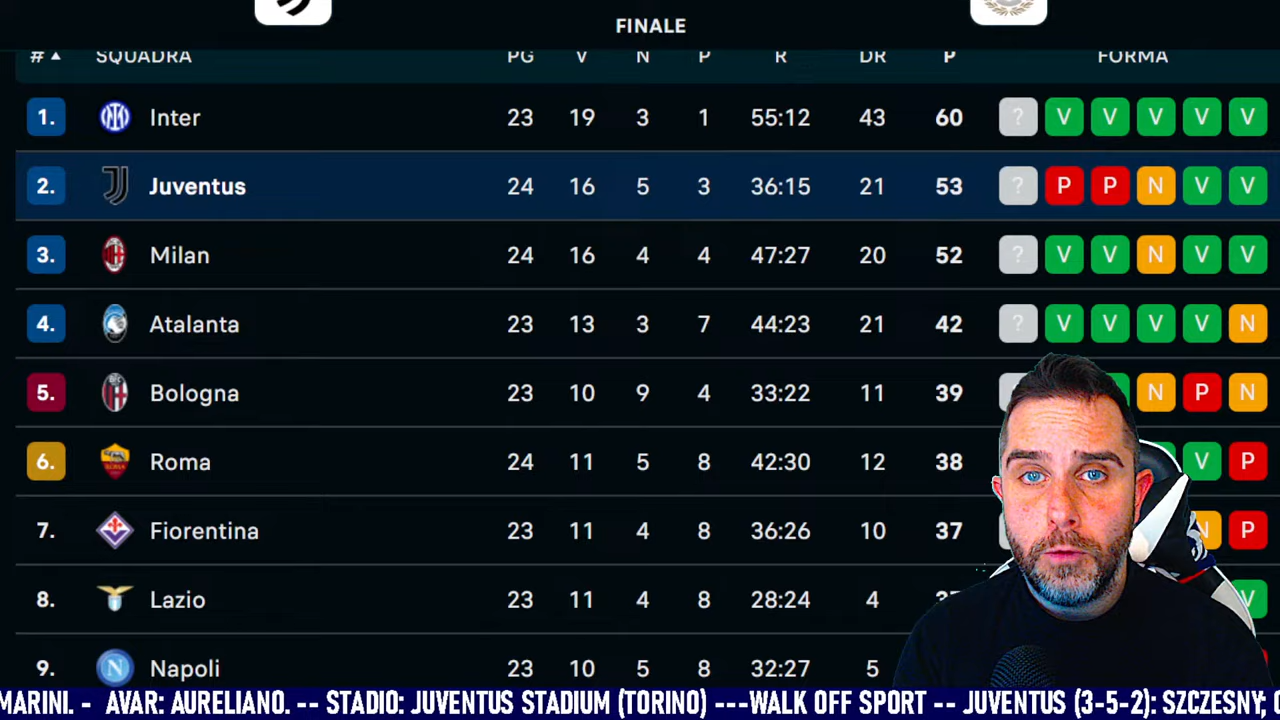 FINALE
# SQUADRA PG V N P R DR P FORMA
1. Inter 23 19 3 1 55:12 43 60 ? V V V V V
2. Juventus 24 16 5 3 36:15 21 53 ? P P N V V
3. Milan 24 16 4 4 47:27 20 52 ? V V N V V
4. Atalanta 23 13 3 7 44:23 21 42 ? V V V V N
5. Bologna 23 10 9 4 33:22 11 39 N P N
6. Roma 24 11 5 8 42:30 12 38 V P
7. Fiorentina 23 11 4 8 36:26 10 37 N P
8. Lazio 23 11 4 8 28:24 4 V
9. Napoli 23 10 5 8 32:27 5
MARINI. - AVAR: AURELIANO. -- STADIO: JUVENTUS STADIUM (TORINO) ---WALK OFF SPORT -- JUVENTUS (3-5-2): SZCZESNY;